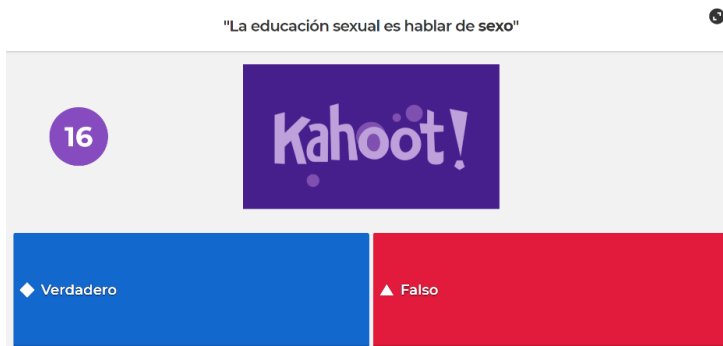 "La educación sexual es hablar de sexo"
16
Kahoot!
Verdadero
Falso